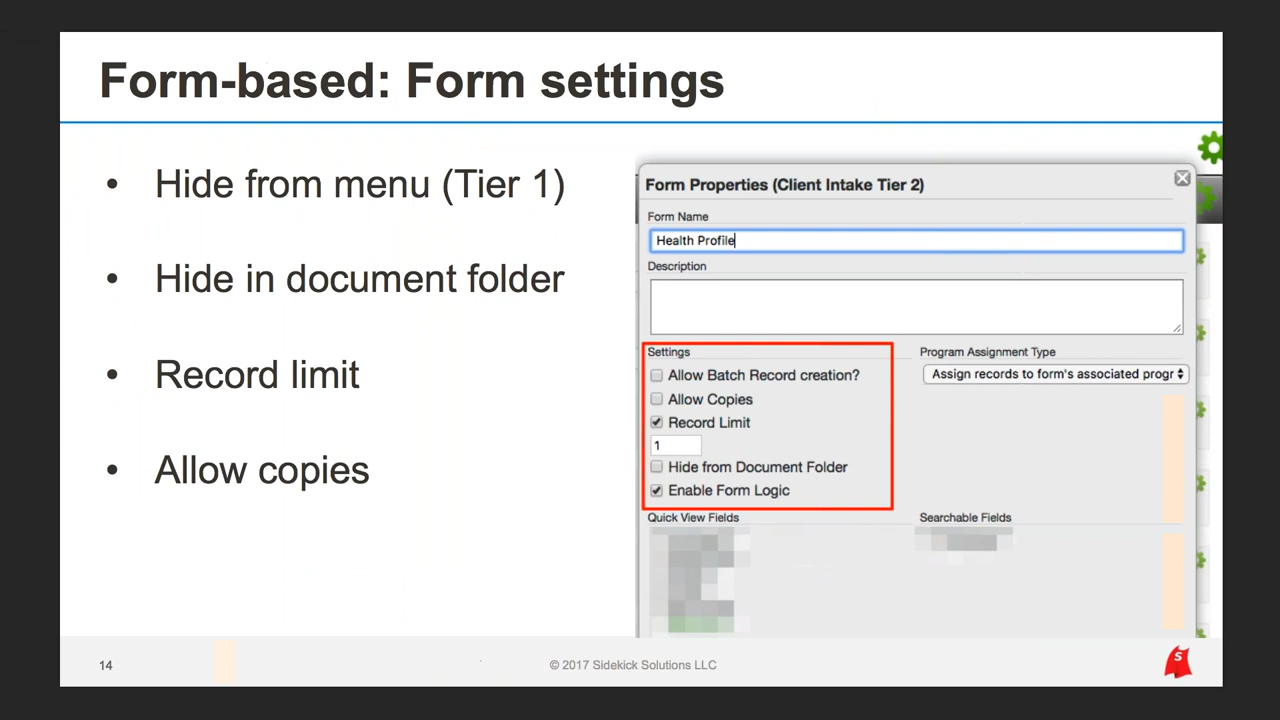 Form-based: Form settings
• Hide from menu (Tier 1)
• Hide in document folder
• Record limit
• Allow copies
Form Properties (Client Intake Tier 2)
Form Name
Health Profile
Description
Settings
Allow Batch Record creation?
Allow Copies
Record Limit
1
Hide from Document Folder
Enable Form Logic
Program Assignment Type
Assign records to form's associated progr
Quick View Fields
Searchable Fields
14
© 2017 Sidekick Solutions LLC
S